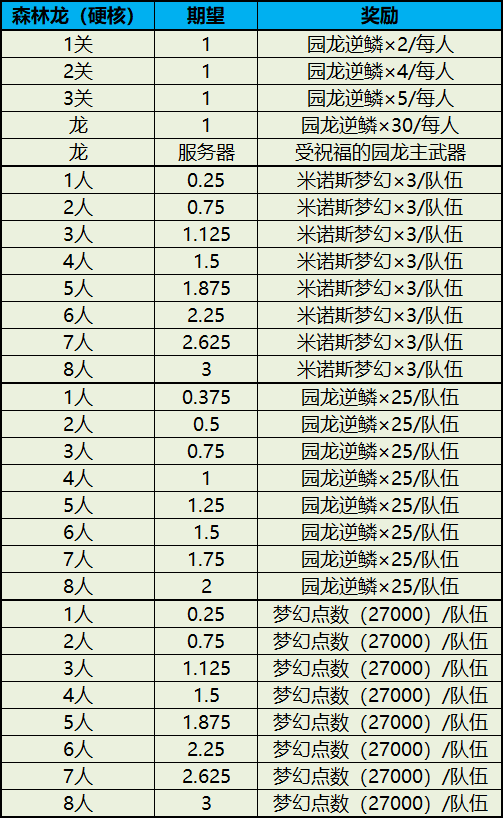 森林龙（硬核） 期望 奖励
1关 1 园龙逆鳞×2/每人
2关 1 园龙逆鳞×4/每人
3关 1 园龙逆鳞×5/每人
龙 1 园龙逆鳞×30/每人
龙 服务器 受祝福的园龙主武器
1人 0.25 米诺斯梦幻×3/队伍
2人 0.75 米诺斯梦幻×3/队伍
3人 1.125 米诺斯梦幻×3/队伍
4人 1.5 米诺斯梦幻×3/队伍
5人 1.875 米诺斯梦幻×3/队伍
6人 2.25 米诺斯梦幻×3/队伍
7人 2.625 米诺斯梦幻×3/队伍
8人 3 米诺斯梦幻×3/队伍
1人 0.375 园龙逆鳞×25/队伍
2人 0.5 园龙逆鳞×25/队伍
3人 0.75 园龙逆鳞×25/队伍
4人 1 园龙逆鳞×25/队伍
5人 1.25 园龙逆鳞×25/队伍
6人 1.5 园龙逆鳞×25/队伍
7人 1.75 园龙逆鳞×25/队伍
8人 2 园龙逆鳞×25/队伍
1人 0.25 梦幻点数（27000）/队伍
2人 0.75 梦幻点数（27000）/队伍
3人 1.125 梦幻点数（27000）/队伍
4人 1.5 梦幻点数（27000）/队伍
5人 1.875 梦幻点数（27000）/队伍
6人 2.25 梦幻点数（27000）/队伍
7人 2.625 梦幻点数（27000）/队伍
8人 3 梦幻点数（27000）/队伍